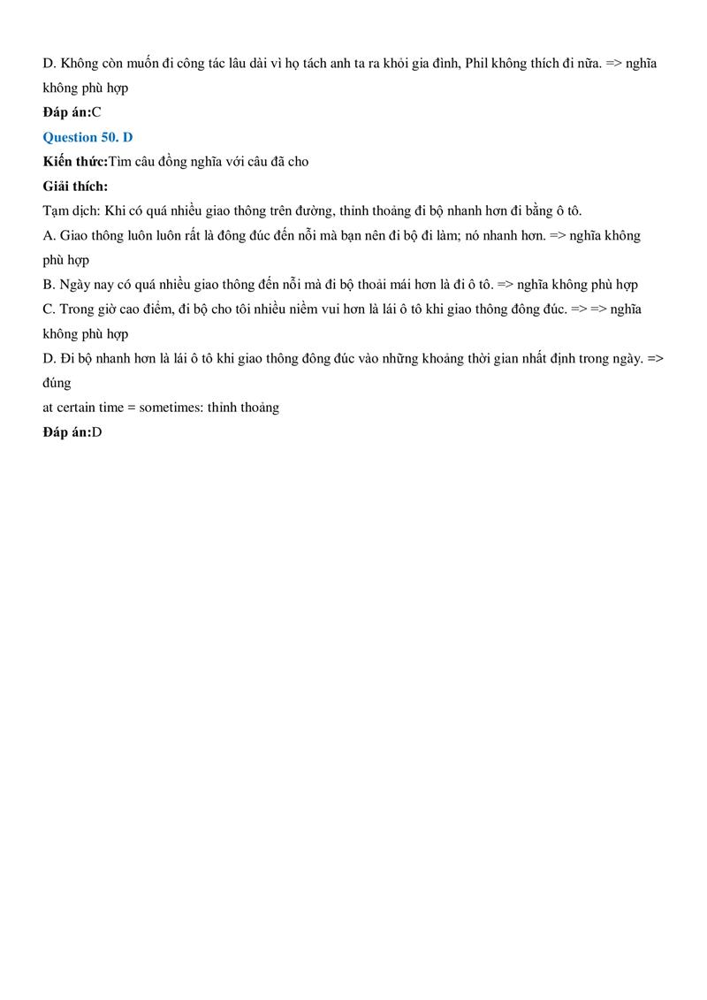 D. Không còn muốn đi công tác lâu dài vì họ tách anh ta ra khỏi gia đình, Phil không thích đi nữa. => nghĩa
không phù hợp
Đáp án:C
Question 50. D
Kiến thức:Tìm câu đồng nghĩa với câu đã cho
Giải thích:
Tạm dịch: Khi có quá nhiều giao thông trên đường, thỉnh thoảng đi bộ nhanh hơn đi bằng ô tô.
A. Giao thông luôn luôn rất là đông đúc đến nỗi mà bạn nên đi bộ đi làm; nó nhanh hơn. => nghĩa không
phù hợp
B. Ngày nay có quá nhiều giao thông đến nỗi mà đi bộ thoải mái hơn là đi ô tô. => nghĩa không phù hợp
C. Trong giờ cao điểm, đi bộ cho tôi nhiều niềm vui hơn là lái ô tô khi giao thông đông đúc. => => nghĩa
không phù hợp
D. Đi bộ nhanh hơn là lái ô tô khi giao thông đông đúc vào những khoảng thời gian nhất định trong ngày. =>
đúng
at certain time = sometimes: thỉnh thoảng
Đáp án:D